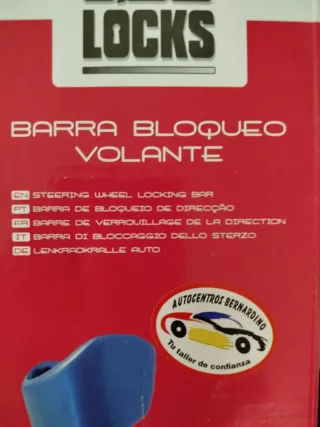 LOCKS
BARRA BLOQUEO
VOLANTE
EN STEERING WHEEL LOCKING BAR
PT BARRA DE BLOQUEIO DE DIRECÇÃO
FR BARRE DE VERROUILLAGE DE LA DIRECTION
IT BARRA DI BLOCCAGGIO DELLO STERZO
DE LENKRADKRALLE AUTO
AUTOCENTROS BERNARDINO
Tu taller de confianza